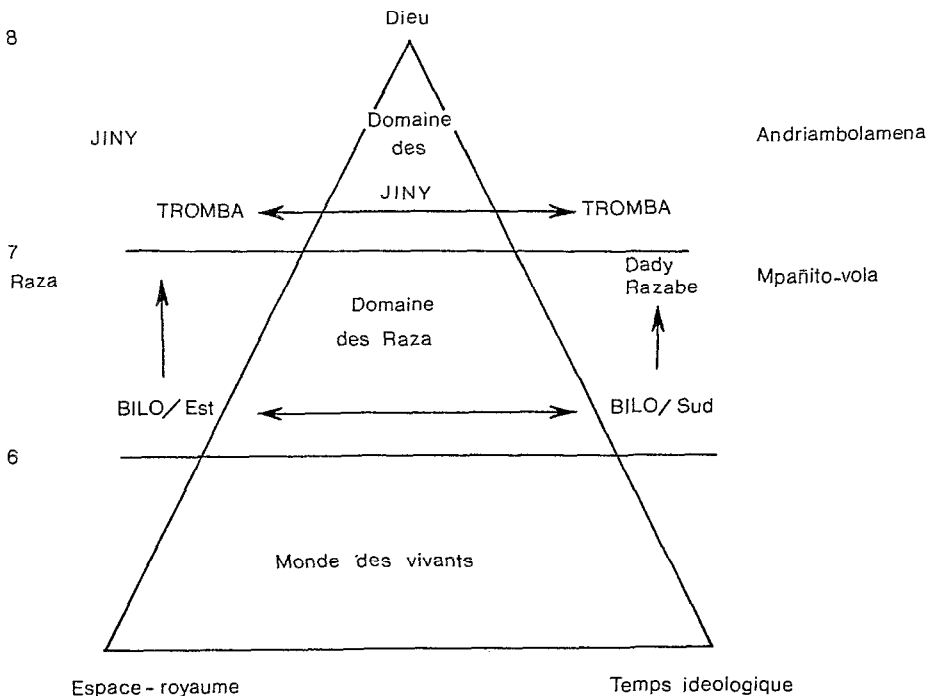 Dieu
8
Domaine
des
JINY
Andriambolamena
JINY
TROMBA
TROMBA
7
Raza
Dady
Razabe
Mpañito-vola
Domaine
des Raza
BILO/Est
BILO/Sud
6
Monde des vivants
Espace-royaume
Temps ideologique